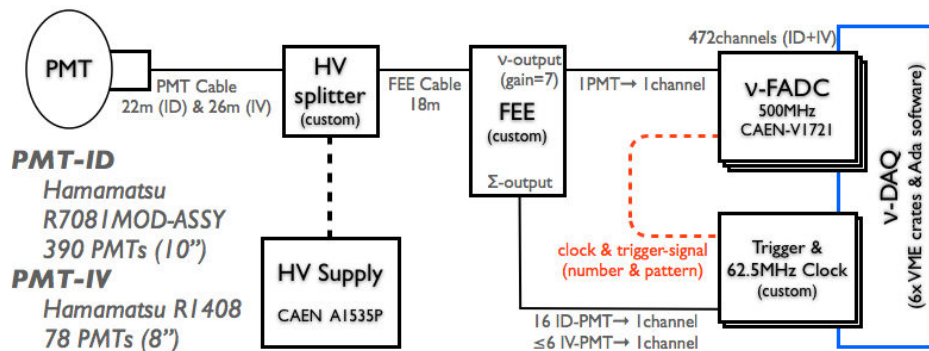 PMT
PMT Cable
22m (ID) & 26m (IV)
HV
splitter
(custom)
FEE Cable
18m
ν-output
(gain=7)
FEE
(custom)
Σ-output
1PMT→ 1channel
472channels (ID+IV)
ν-FADC
500MHz
CAEN-V1721
ν-DAQ
(6x VME crates & Ada software)
PMT-ID
Hamamatsu
R7081MOD-ASSY
390 PMTs (10”)
PMT-IV
Hamamatsu R1408
78 PMTs (8”)
HV Supply
CAEN A1535P
clock & trigger-signal
(number & pattern)
Trigger &
62.5MHz Clock
(custom)
16 ID-PMT→ 1channel
≤6 IV-PMT→ 1channel